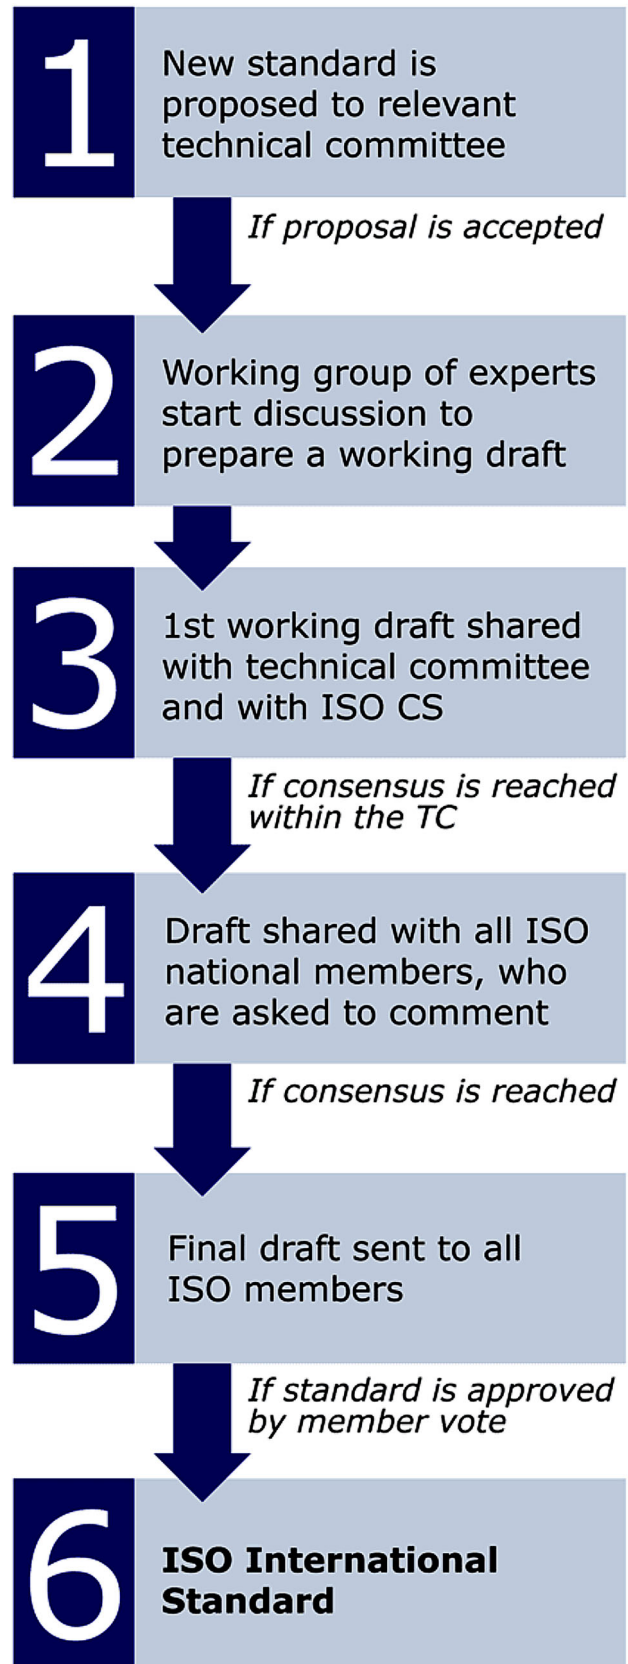 1
New standard is
proposed to relevant
technical committee
If proposal is accepted
2
Working group of experts
start discussion to
prepare a working draft
3
1st working draft shared
with technical committee
and with ISO CS
If consensus is reached
within the TC
4
Draft shared with all ISO
national members, who
are asked to comment
If consensus is reached
5
Final draft sent to all
ISO members
If standard is approved
by member vote
6
ISO International
Standard